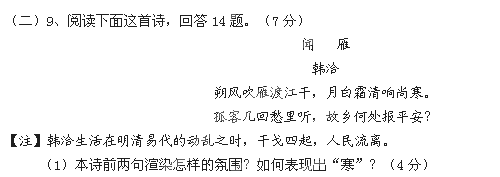 （二）9、阅读下面这首诗，回答14题。（7分）
闻 雁
韩洽
朔风吹雁渡江干，月白霜清响尚寒。
孤客几回愁里听，故乡何处报平安？
【注】韩洽生活在明清易代的动乱之时，干戈四起，人民流离。
（1）本诗前两句渲染怎样的氛围？如何表现出“寒”？（4分）